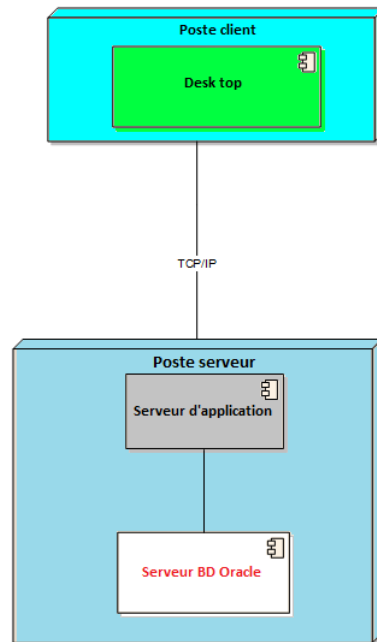 Poste client
Desk top
TCP/IP
Poste serveur
Serveur d'application
Serveur BD Oracle